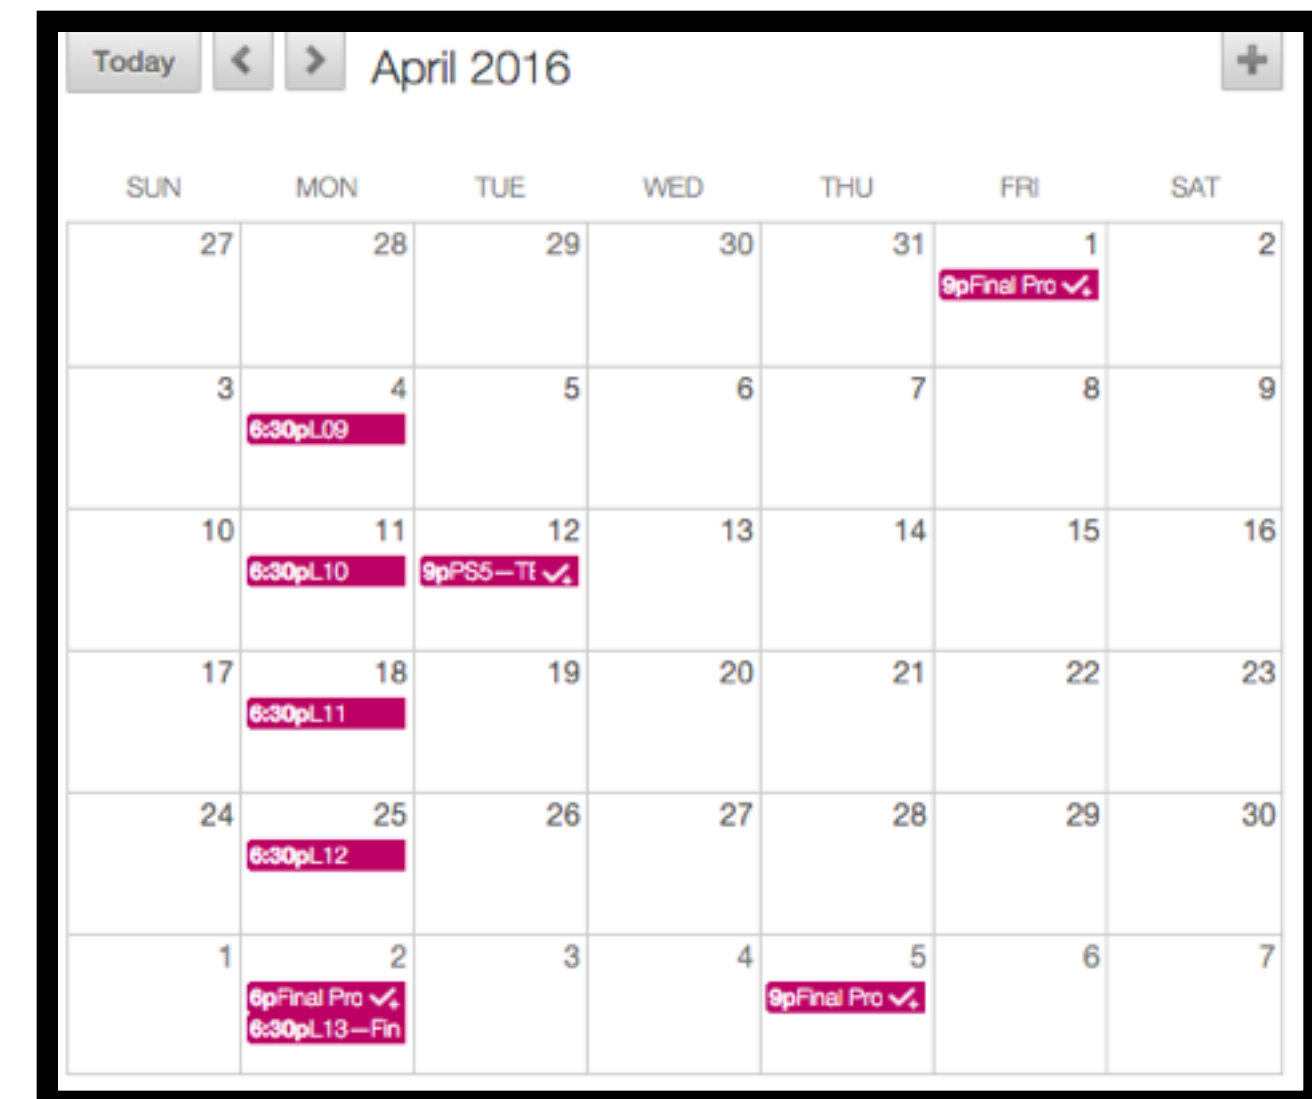 Today < > April 2016 +
SUN MON TUE WED THU FRI SAT
27 28 29 30 31 1 2
9pFinal Pro
3 4 5 6 7 8 9
6:30pL09
10 11 12 13 14 15 16
6:30pL10 9pPS5—TE
17 18 19 20 21 22 23
6:30pL11
24 25 26 27 28 29 30
6:30pL12
1 2 3 4 5 6 7
6pFinal Pro 9pFinal Pro
6:30pL13—Fin